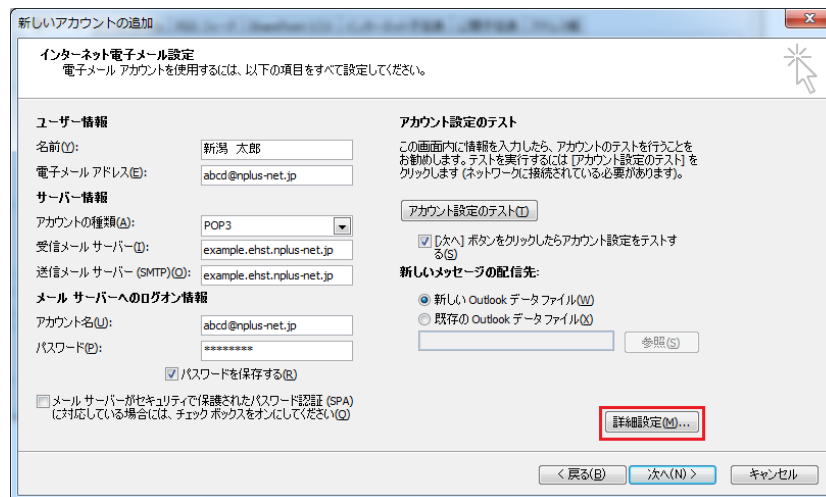 新しいアカウントの追加
インターネット電子メール設定
電子メール アカウントを使用するには、以下の項目をすべて設定してください。
ユーザー情報
名前(Y):
新潟 太郎
電子メール アドレス(E):
abcd@nplus-net.jp
サーバー情報
アカウントの種類(A):
POP3
受信メール サーバー(I):
example.ehst.nplus-net.jp
送信メール サーバー (SMTP)(O):
example.ehst.nplus-net.jp
メール サーバーへのログオン情報
アカウント名(U):
abcd@nplus-net.jp
パスワード(P):
********
パスワードを保存する(R)
メール サーバーがセキュリティで保護されたパスワード認証 (SPA)
に対応している場合には、チェック ボックスをオンにしてください(Q)
アカウント設定のテスト
この画面内に情報を入力したら、アカウントのテストを行うことを
お勧めします。テストを実行するには [アカウント設定のテスト] を
クリックします (ネットワークに接続されている必要があります)。
アカウント設定のテスト(T)
[次へ] ボタンをクリックしたらアカウント設定をテストす
る(S)
新しいメッセージの配信先:
新しい Outlook データ ファイル(W)
既存の Outlook データ ファイル(X)
参照(S)
詳細設定(M)...
< 戻る(B)
次へ(N) >
キャンセル